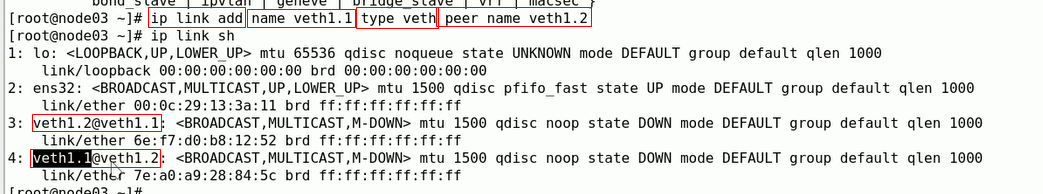 bond_slave | ipvlan | geneve | bridge_slave | vrf | macsec }
[root@node03 ~]# ip link add name veth1.1 type veth peer name veth1.2
[root@node03 ~]# ip link sh
1: lo: <LOOPBACK,UP,LOWER_UP> mtu 65536 qdisc noqueue state UNKNOWN mode DEFAULT group default qlen 1000
    link/loopback 00:00:00:00:00:00 brd 00:00:00:00:00:00
2: ens32: <BROADCAST,MULTICAST,UP,LOWER_UP> mtu 1500 qdisc pfifo_fast state UP mode DEFAULT group default qlen 1000
    link/ether 00:0c:29:13:3a:11 brd ff:ff:ff:ff:ff:ff
3: veth1.2@veth1.1: <BROADCAST,MULTICAST,M-DOWN> mtu 1500 qdisc noop state DOWN mode DEFAULT group default qlen 1000
    link/ether 6e:f7:d0:b8:12:52 brd ff:ff:ff:ff:ff:ff
4: veth1.1@veth1.2: <BROADCAST,MULTICAST,M-DOWN> mtu 1500 qdisc noop state DOWN mode DEFAULT group default qlen 1000
    link/ether 7e:a0:a9:28:84:5c brd ff:ff:ff:ff:ff:ff
[root@node03 ~]#